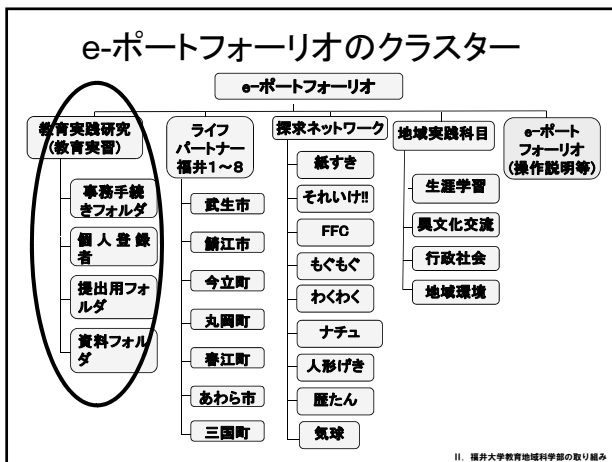 e-ポートフォーリオのクラスター
e-ポートフォーリオ
教育実践研究
(教育実習)
事務手続
きフォルダ
個人登録
者
提出用フォ
ルダ
資料フォル
ダ
ライフ
パートナー
福井1~8
武生市
鯖江市
今立町
丸岡町
春江町
あわら市
三国町
探求ネットワーク
紙すき
それいけ!!
FFC
もぐもぐ
わくわく
ナチュ
人形げき
歴たん
気球
地域実践科目
生涯学習
異文化交流
行政社会
地域環境
e-ポート
フォーリオ
(操作説明等)
II. 福井大学教育地域科学部の取り組み